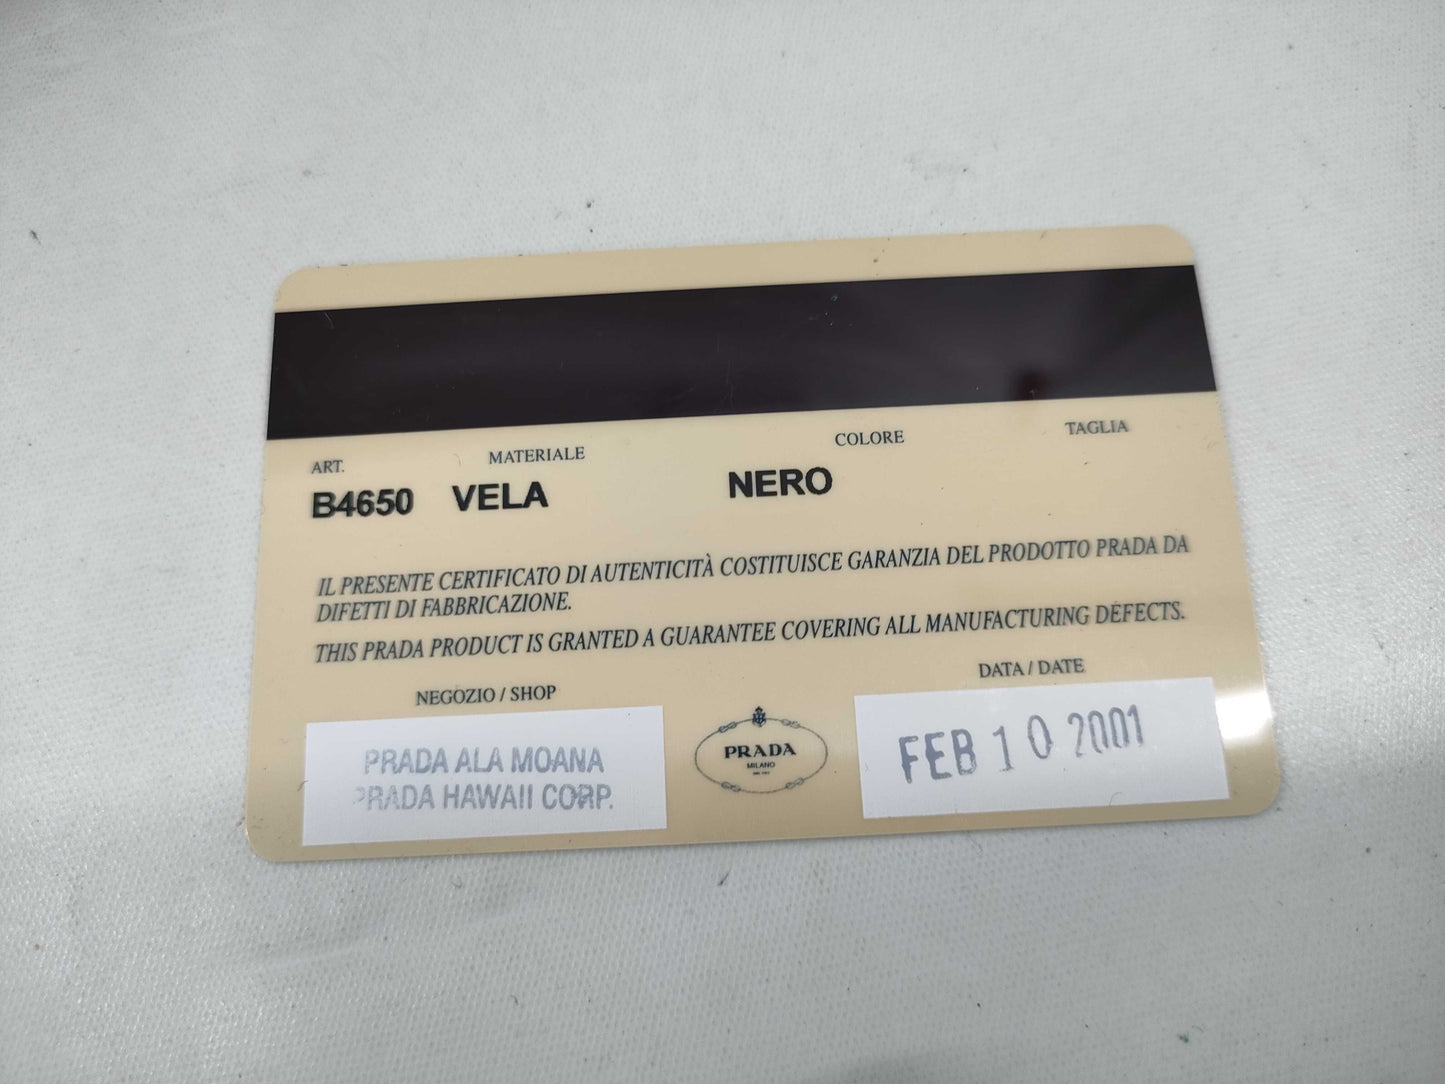 ART. MATERIALE COLORE TAGLIA
B4650 VELA NERO
IL PRESENTE CERTIFICATO DI AUTENTICITÀ COSTITUISCE GARANZIA DEL PRODOTTO PRADA DA
DIFETTI DI FABBRICAZIONE.
THIS PRADA PRODUCT IS GRANTED A GUARANTEE COVERING ALL MANUFACTURING DEFECTS.
NEGOZIO / SHOP
PRADA ALA MOANA
PRADA HAWAII CORP.
PRADA
MILANO
DATA / DATE
FEB 10 2001